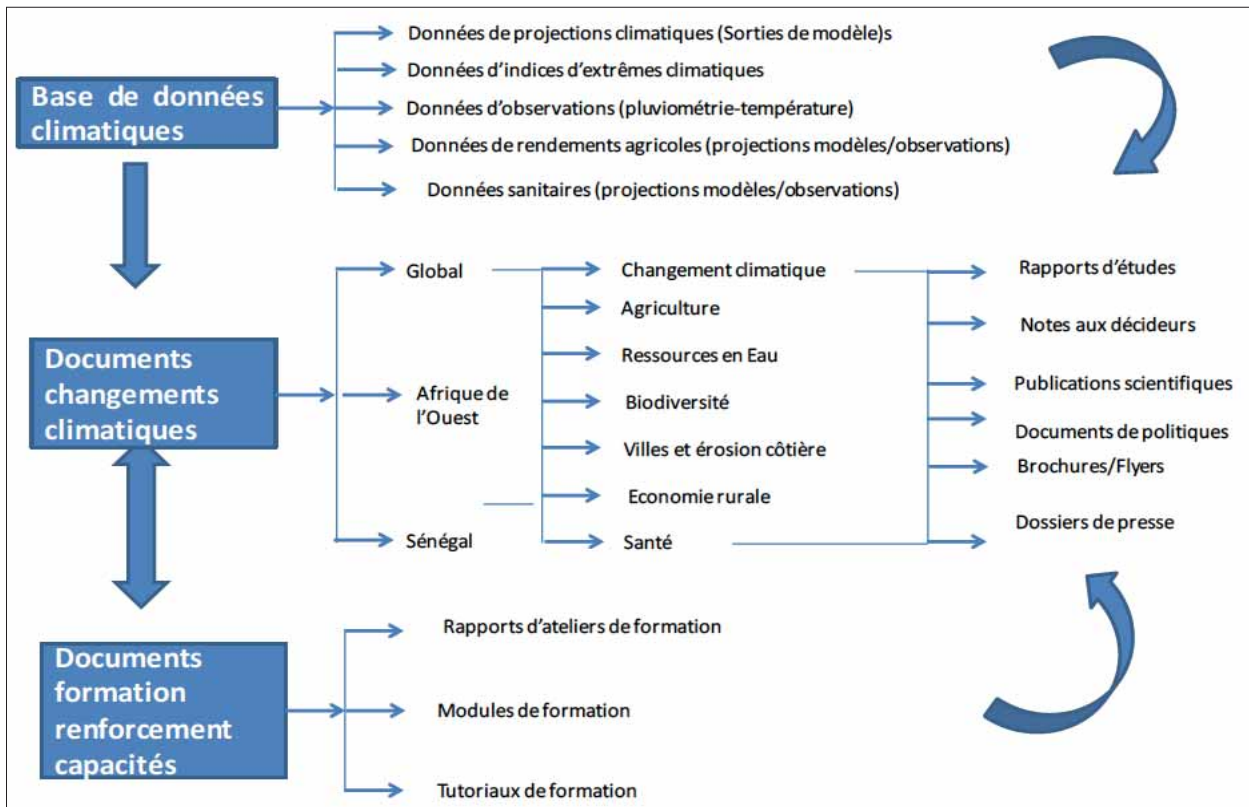 Données de projections climatiques (Sorties de modèle)s
Données d'indices d'extrêmes climatiques
Base de données
climatiques
Données d'observations (pluviométrie-température)
Données de rendements agricoles (projections modèles/observations)
Données sanitaires (projections modèles/observations)
Documents
changements
climatiques
Global
Afrique de
l'Ouest
Sénégal
Changement climatique
Agriculture
Ressources en Eau
Biodiversité
Villes et érosion côtière
Economie rurale
Santé
Rapports d'études
Notes aux décideurs
Publications scientifiques
Documents de politiques
Brochures/Flyers
Dossiers de presse
Documents
formation
renforcement
capacités
Rapports d'ateliers de formation
Modules de formation
Tutoriaux de formation